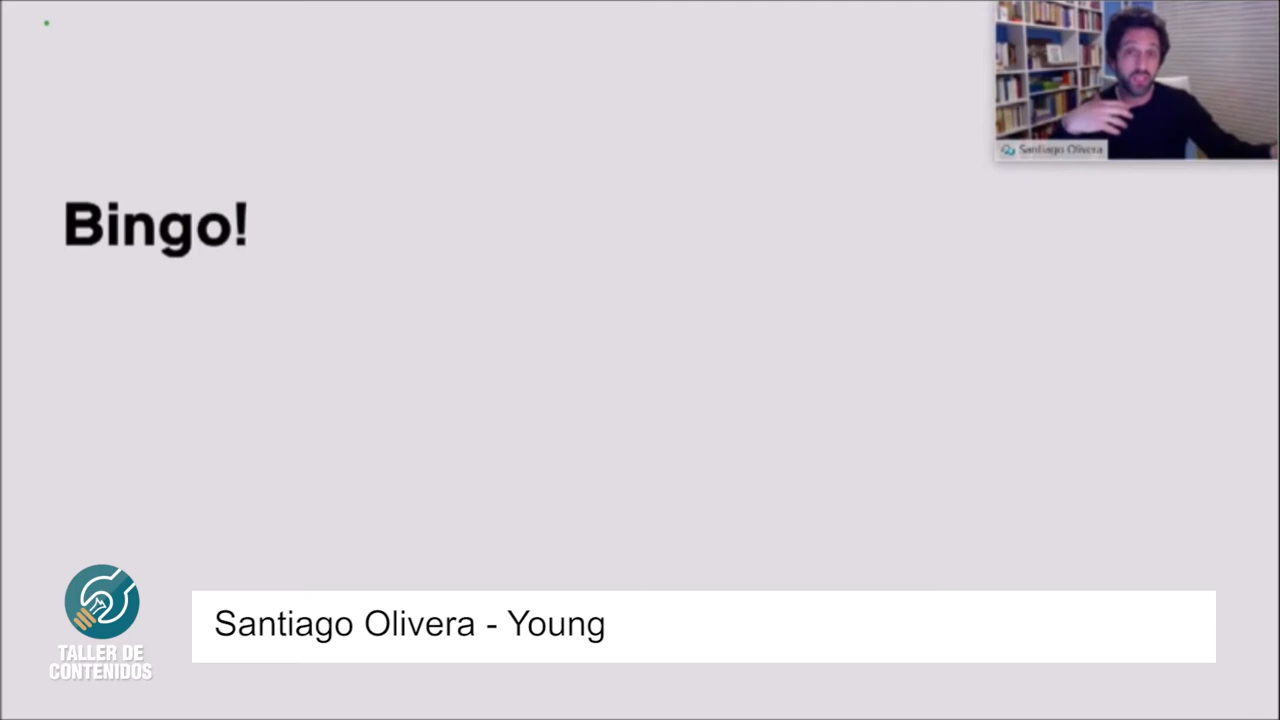 Santiago Olivera
Bingo!
Santiago Olivera - Young
TALLER DE
CONTENIDOS